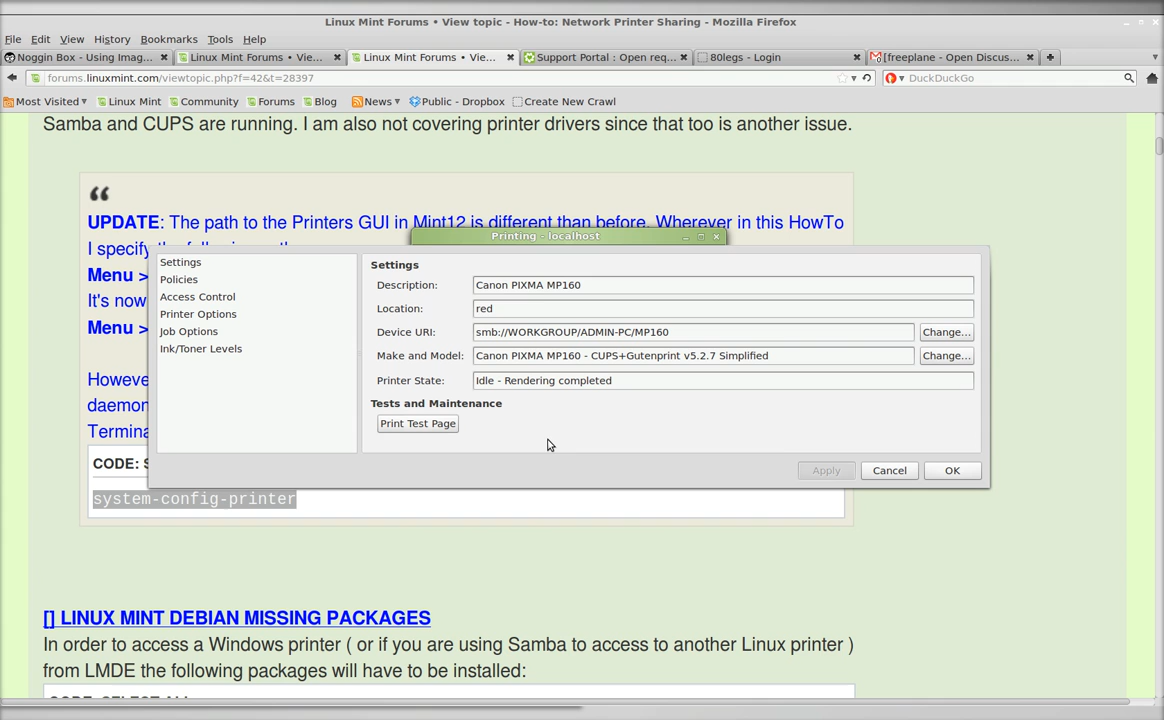 Linux Mint Forums • View topic - How-to: Network Printer Sharing - Mozilla Firefox
File Edit View History Bookmarks Tools Help
Noggin Box - Using Imag...
Linux Mint Forums • Vie...
Linux Mint Forums • Vie...
Support Portal : Open req...
80legs - Login
[freeplane - Open Discus...
forums.linuxmint.com/viewtopic.php?f=42&t=28397
DuckDuckGo
Most Visited Linux Mint Community Forums Blog News Public - Dropbox Create New Crawl
Samba and CUPS are running. I am also not covering printer drivers since that too is another issue.
“
UPDATE: The path to the Printers GUI in Mint12 is different than before. Wherever in this HowTo
I specify the following path
Menu >
It's now
Menu >
Howeve
daemon
Termina
CODE: S
system-config-printer
Printing - localhost
Settings
Policies
Access Control
Printer Options
Job Options
Ink/Toner Levels
Settings
Description: Canon PIXMA MP160
Location: red
Device URI: smb://WORKGROUP/ADMIN-PC/MP160 Change...
Make and Model: Canon PIXMA MP160 - CUPS+Gutenprint v5.2.7 Simplified Change...
Printer State: Idle - Rendering completed
Tests and Maintenance
Print Test Page
Apply Cancel OK
[] LINUX MINT DEBIAN MISSING PACKAGES
In order to access a Windows printer ( or if you are using Samba to access to another Linux printer )
from LMDE the following packages will have to be installed:
CODE: SELECT ALL